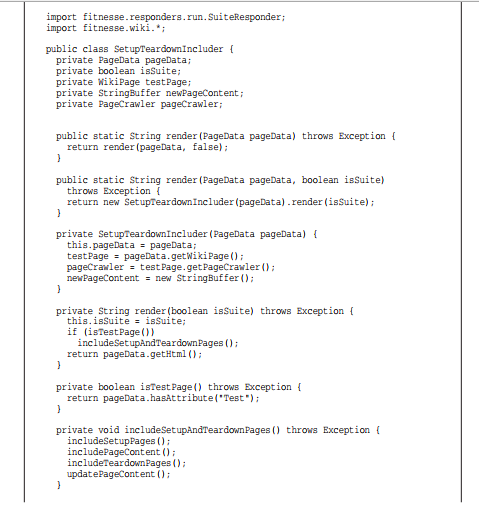 import fitnesse.responders.run.SuiteResponder;
import fitnesse.wiki.*;
public class SetupTeardownIncluder {
private PageData pageData;
private boolean isSuite;
private WikiPage testPage;
private StringBuffer newPageContent;
private PageCrawler pageCrawler;
public static String render(PageData pageData) throws Exception {
return render(pageData, false);
}
public static String render(PageData pageData, boolean isSuite)
throws Exception {
return new SetupTeardownIncluder(pageData).render(isSuite);
}
private SetupTeardownIncluder(PageData pageData) {
this.pageData = pageData;
testPage = pageData.getWikiPage();
pageCrawler = testPage.getPageCrawler();
newPageContent = new StringBuffer();
}
private String render(boolean isSuite) throws Exception {
this.isSuite = isSuite;
if (isTestPage())
includeSetupAndTeardownPages();
return pageData.getHtml();
}
private boolean isTestPage() throws Exception {
return pageData.hasAttribute("Test");
}
private void includeSetupAndTeardownPages() throws Exception {
includeSetupPages();
includePageContent();
includeTeardownPages();
updatePageContent();
}